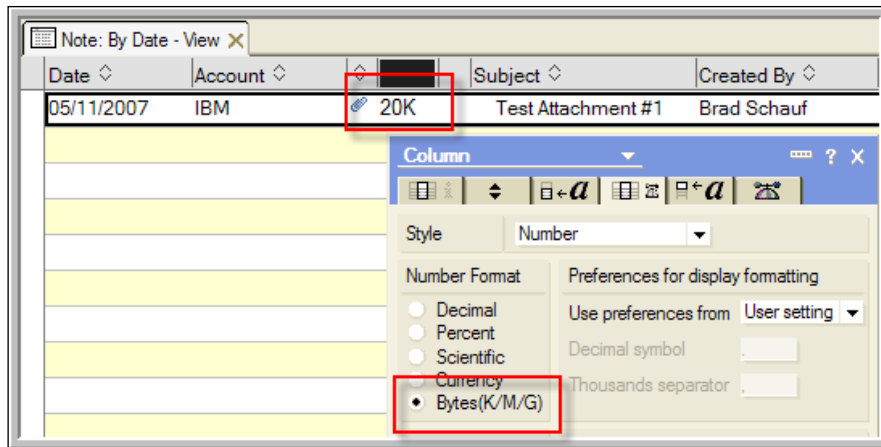 Note: By Date - View
Date Account Subject Created By
05/11/2007 IBM 20K Test Attachment #1 Brad Schauf
Column
? X
a a
Style Number
Number Format Preferences for display formatting
Decimal Use preferences from User setting
Percent
Scientific Decimal symbol .
Currency Thousands separator ,
Bytes(K/M/G)